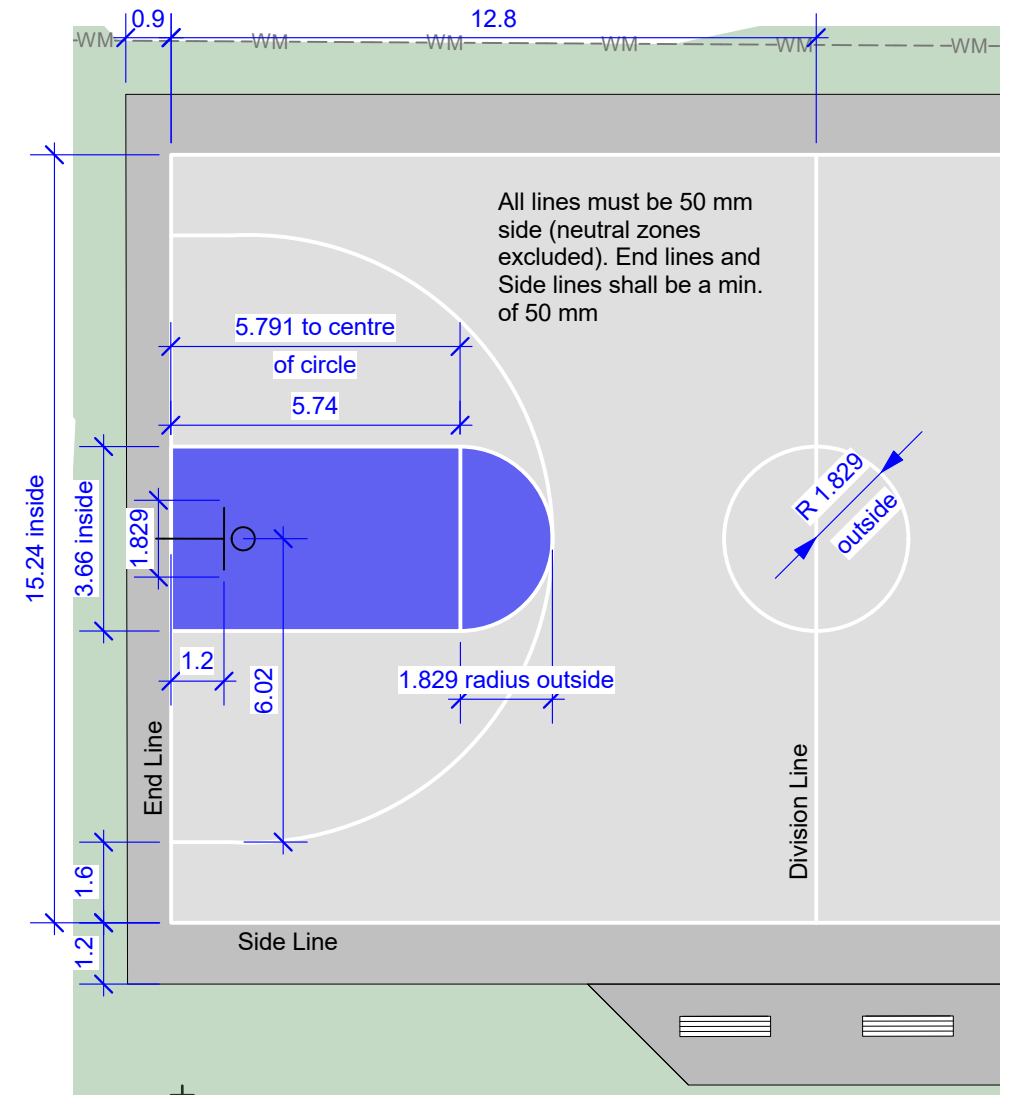 0.9
12.8
WM
WM
WM
WM
WM
WM
All lines must be 50 mm
side (neutral zones
excluded). End lines and
Side lines shall be a min.
of 50 mm
5.791 to centre
of circle
5.74
15.24 inside
3.66 inside
1.829
R 1.829
outside
1.2
6.02
1.829 radius outside
End Line
Division Line
1.6
1.2
Side Line